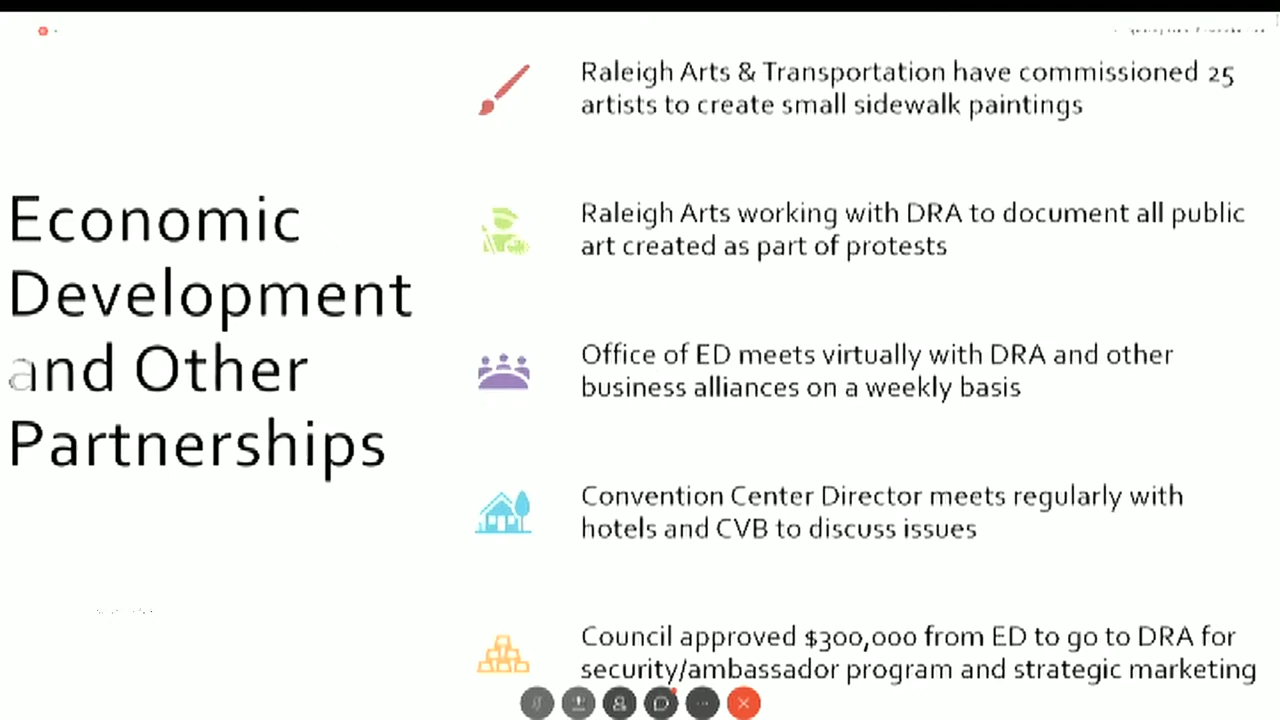 Economic
Development
and Other
Partnerships
Raleigh Arts & Transportation have commissioned 25
artists to create small sidewalk paintings
Raleigh Arts working with DRA to document all public
art created as part of protests
Office of ED meets virtually with DRA and other
business alliances on a weekly basis
Convention Center Director meets regularly with
hotels and CVB to discuss issues
Council approved $300,000 from ED to go to DRA for
security/ambassador program and strategic marketing